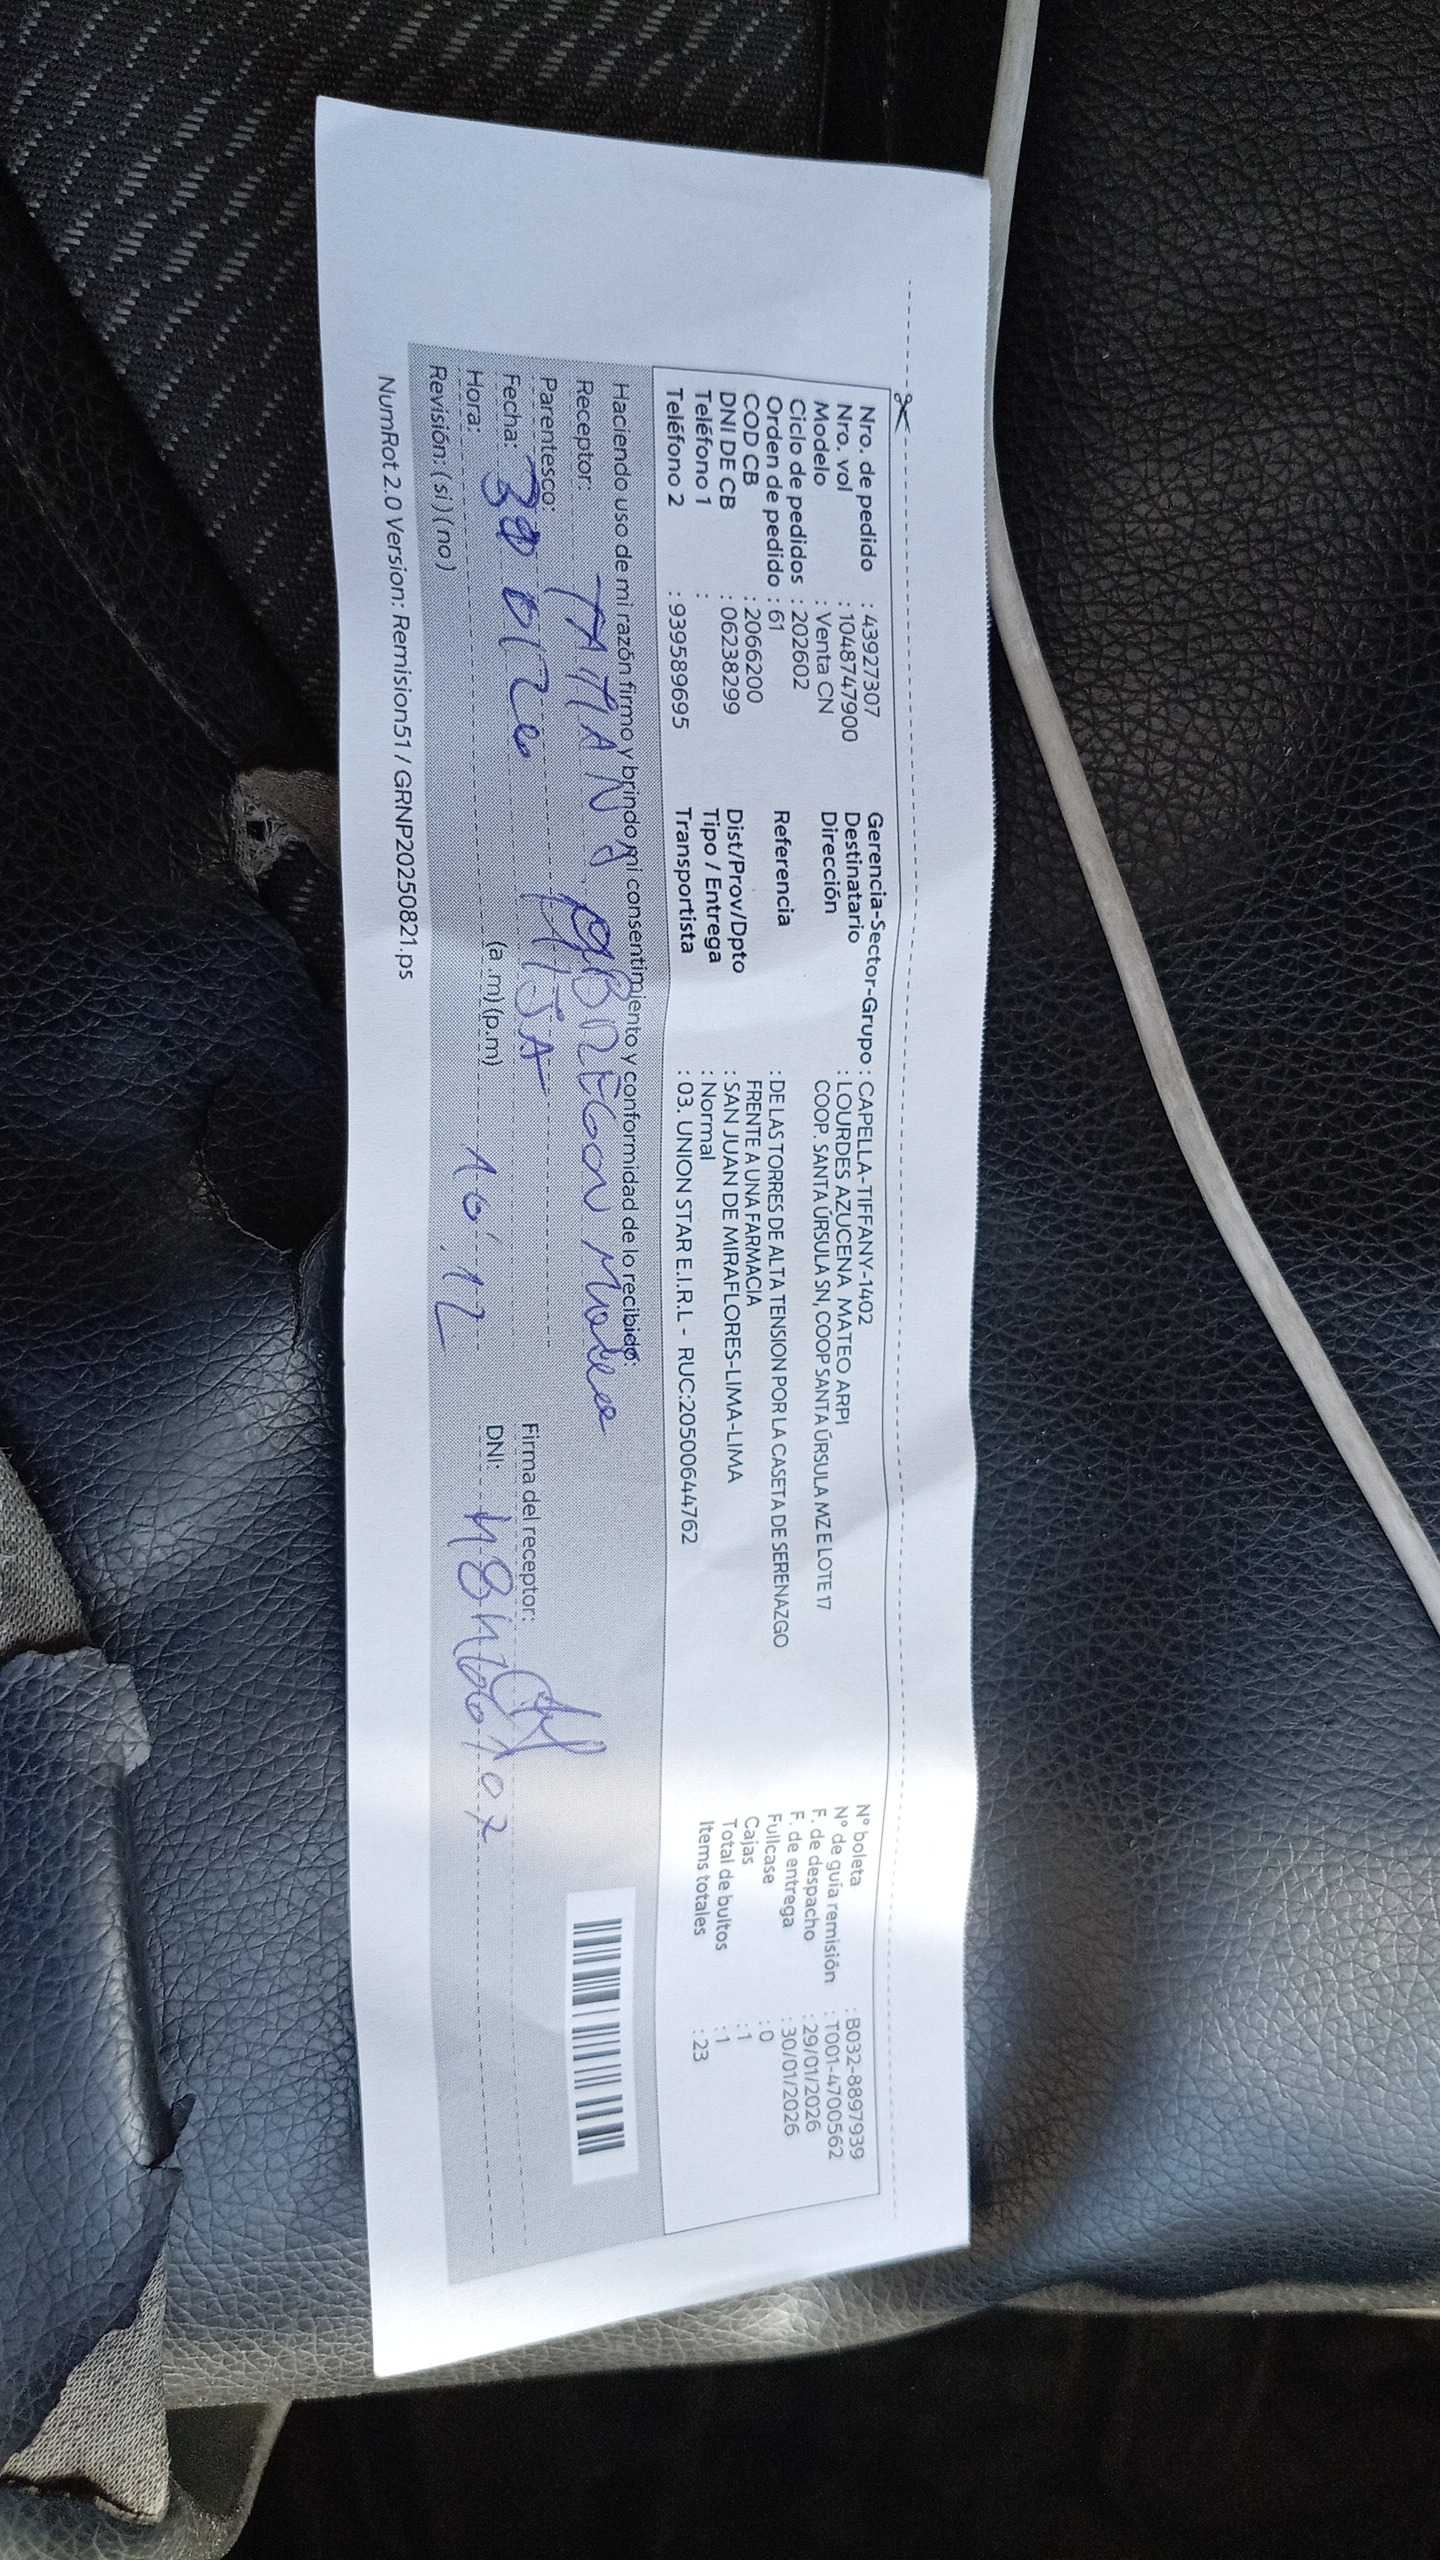 Nro. de pedido : 43927307
Nro. vol : 1048747900
Modelo : Venta CN
Ciclo de pedidos : 202602
Orden de pedido : 61
COD CB : 2066200
DNI DE CB : 06238299
Teléfono 1 :
Teléfono 2 : 939589695
Gerencia-Sector-Grupo : CAPELLA-TIFFANY-1402
Destinatario : LOURDES AZUCENA MATEO ARPI
Dirección COOP. SANTA ÚRSULA SN, COOP SANTA ÚRSULA MZ E LOTE 17
Referencia : DE LAS TORRES DE ALTA TENSION POR LA CASETA DE SERENAZGO
FRENTE A UNA FARMACIA
Dist/Prov/Dpto : SAN JUAN DE MIRAFLORES-LIMA-LIMA
Tipo / Entrega : Normal
Transportista : 03. UNION STAR E.I.R.L - RUC:20500644762
N° boleta : B032-8897939
N° de guía remisión : T001-4700562
F. de despacho : 29/01/2026
F. de entrega : 30/01/2026
Fullcase : 0
Cajas : 1
Total de bultos : 1
Items totales : 23
Haciendo uso de mi razón firmo y brindo mi consentimiento y conformidad de lo recibido:
Receptor:
Parentesco: HIJA
Fecha: 30 01 26
Hora: (a .m) (p.m) 10:12
Revisión: (si) (no)
Firma del receptor:
DNI:
NumRot 2.0 Version: Remision51 / GRNP20250821.ps